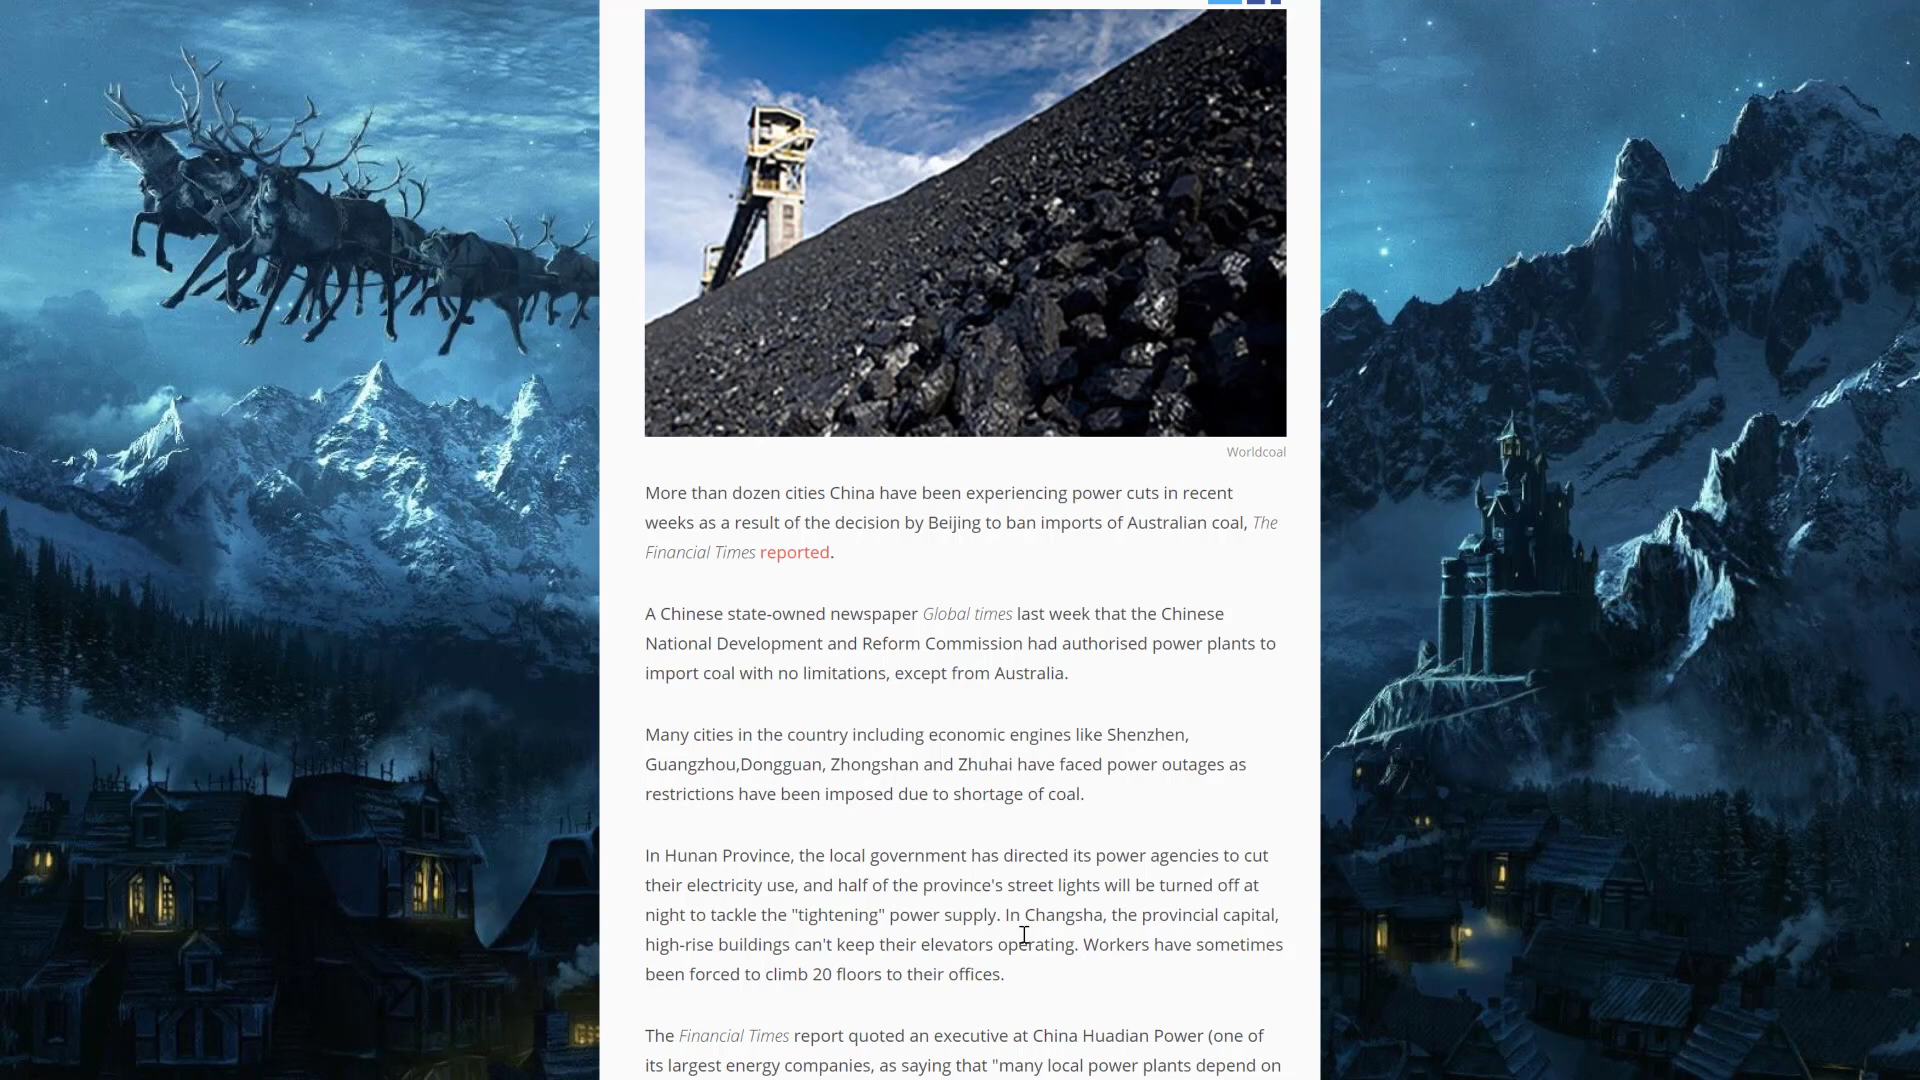 Worldcoal
More than dozen cities China have been experiencing power cuts in recent
weeks as a result of the decision by Beijing to ban imports of Australian coal, The
Financial Times reported.
A Chinese state-owned newspaper Global times last week that the Chinese
National Development and Reform Commission had authorised power plants to
import coal with no limitations, except from Australia.
Many cities in the country including economic engines like Shenzhen,
Guangzhou,Dongguan, Zhongshan and Zhuhai have faced power outages as
restrictions have been imposed due to shortage of coal.
In Hunan Province, the local government has directed its power agencies to cut
their electricity use, and half of the province's street lights will be turned off at
night to tackle the "tightening" power supply. In Changsha, the provincial capital,
high-rise buildings can't keep their elevators operating. Workers have sometimes
been forced to climb 20 floors to their offices.
The Financial Times report quoted an executive at China Huadian Power (one of
its largest energy companies, as saying that "many local power plants depend on